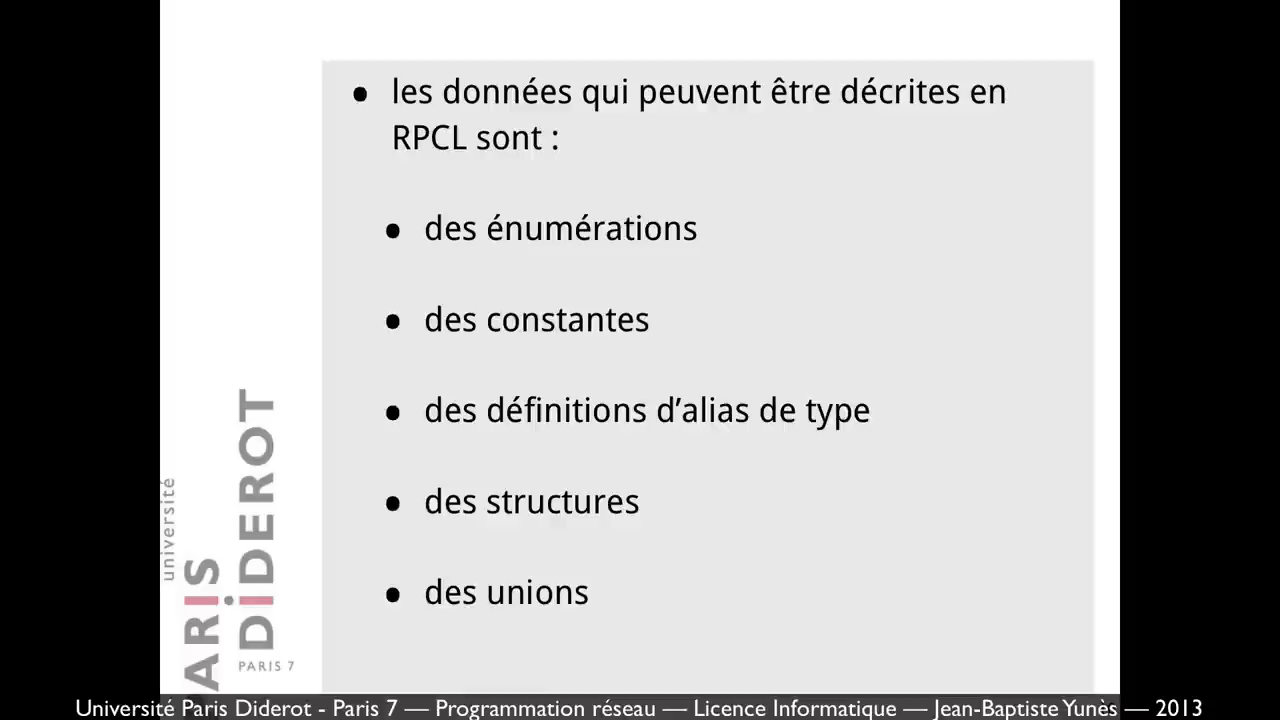 • les données qui peuvent être décrites en
RPCL sont :
• des énumérations
• des constantes
• des définitions d’alias de type
• des structures
• des unions
université
PARIS
DiDEROT
PARIS 7
Université Paris Diderot - Paris 7 — Programmation réseau — Licence Informatique — Jean-Baptiste Yunès — 2013